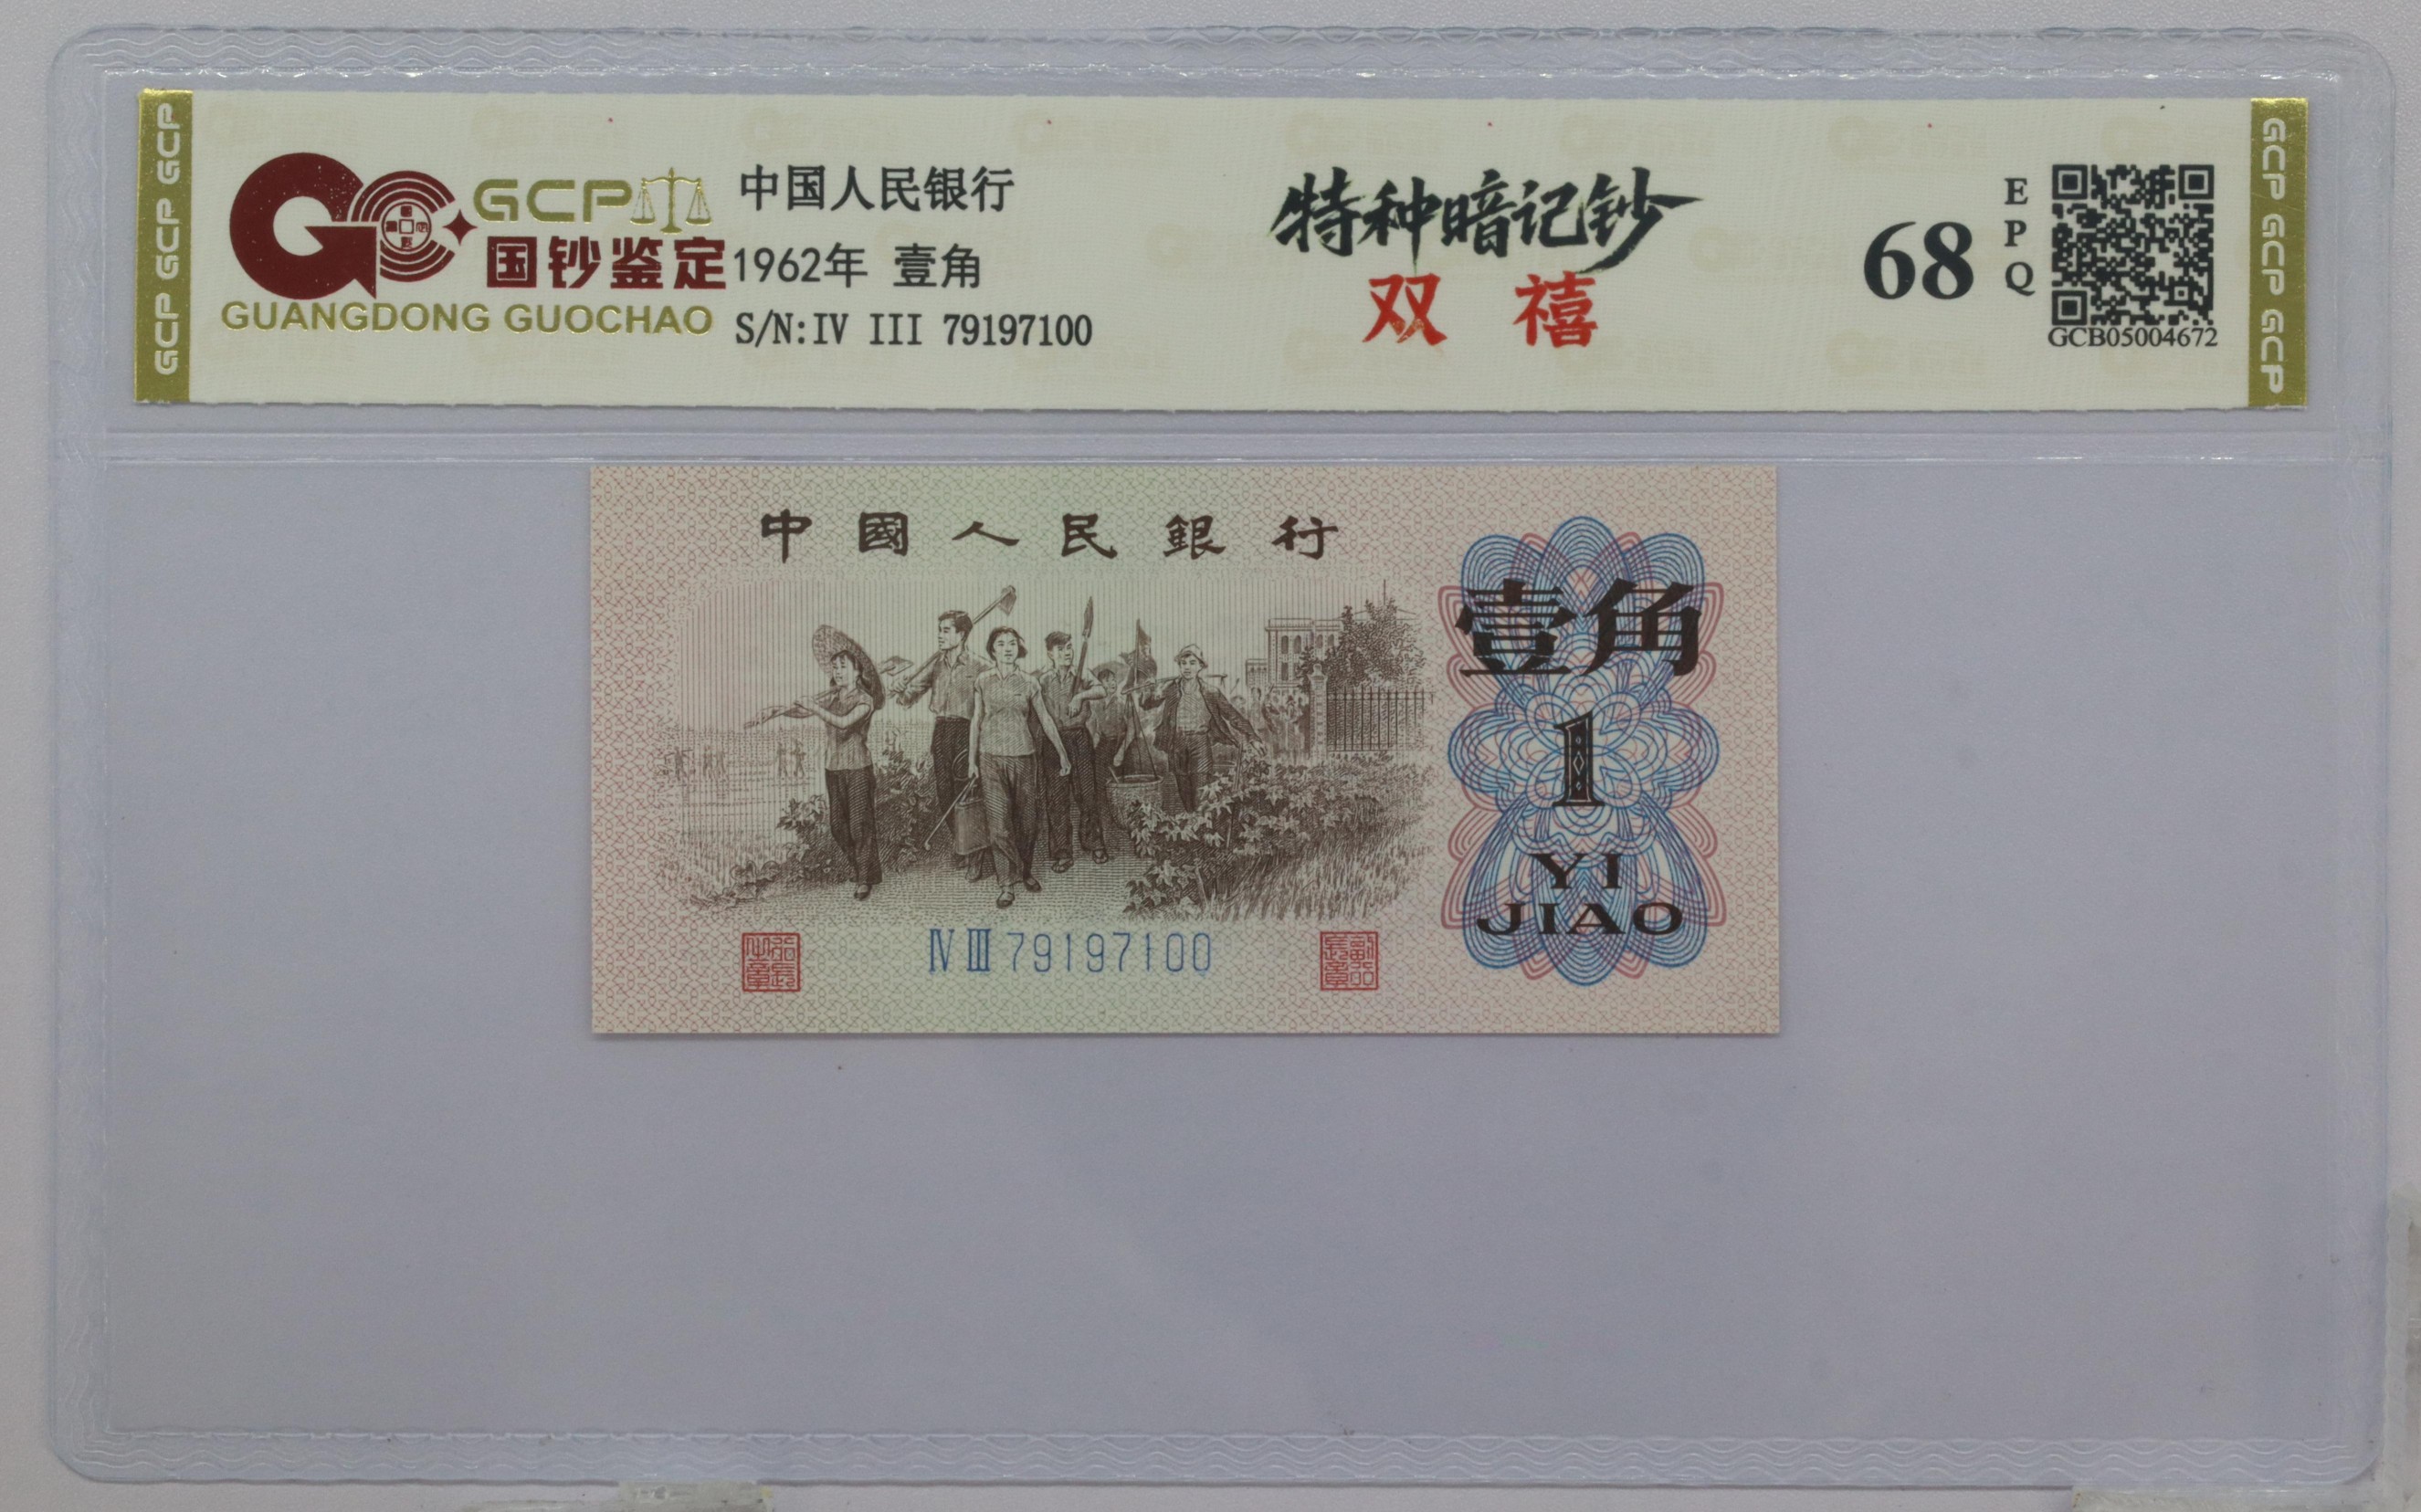 GCP GCP GCP
GCP
国钞鉴定
GUANGDONG GUOCHAO
中国人民银行
1962年 壹角
S/N:IV III 79197100
特种暗记钞
双 禧
68
EPQ
GCB05004672
GCP GCP GCP GCP
中國人民銀行
壹角
1
YI
JIAO
Ⅳ Ⅲ 79197100